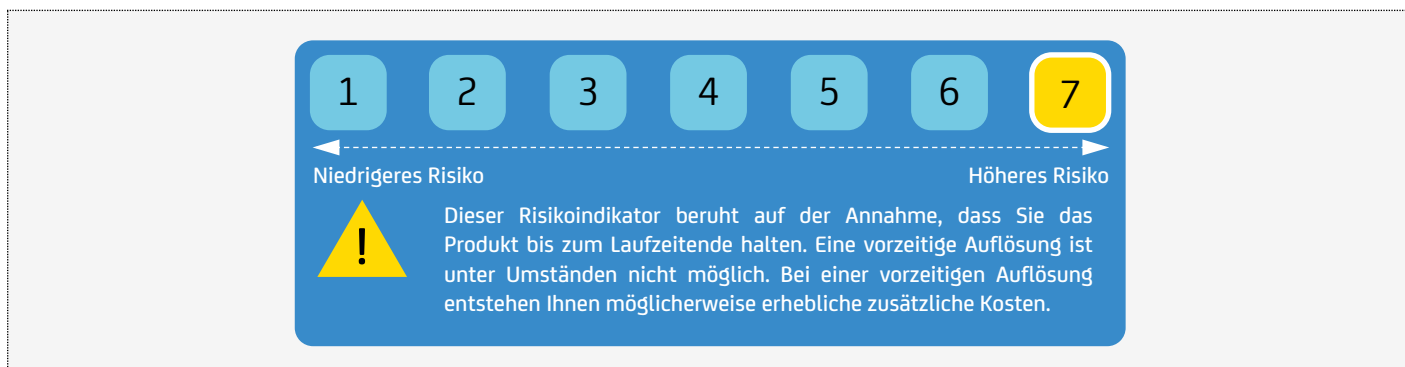 1 2 3 4 5 6 7
Niedrigeres Risiko Höheres Risiko
!
Dieser Risikoindikator beruht auf der Annahme, dass Sie das
Produkt bis zum Laufzeitende halten. Eine vorzeitige Auflösung ist
unter Umständen nicht möglich. Bei einer vorzeitigen Auflösung
entstehen Ihnen möglicherweise erhebliche zusätzliche Kosten.